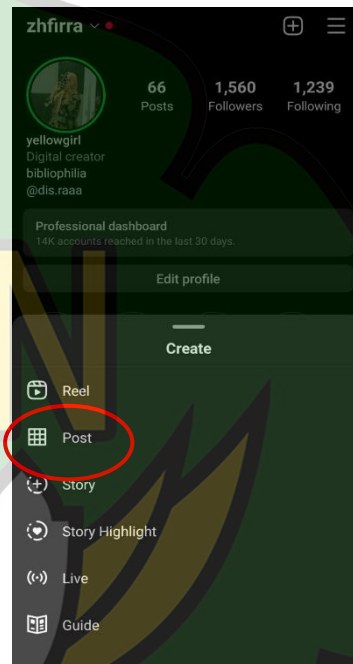 zhfirra
66 1,560 1,239
Posts Followers Following
yellowgirl
Digital creator
bibliophilia
@dis.raaa
Professional dashboard
14K accounts reached in the last 30 days.
Edit profile
Create
Reel
Post
Story
Story Highlight
Live
Guide